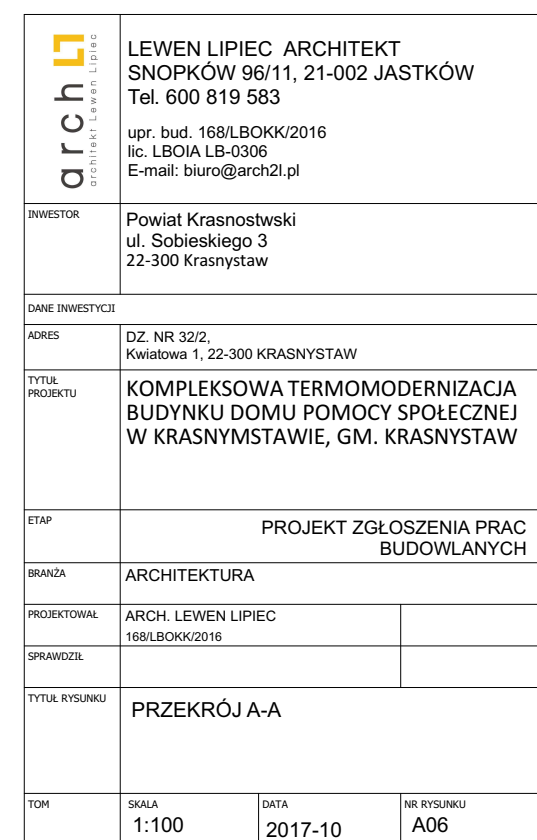 arch
architekt Lewen Lipiec
LEWEN LIPIEC ARCHITEKT
SNOPKÓW 96/11, 21-002 JASTKÓW
Tel. 600 819 583
upr. bud. 168/LBOKK/2016
lic. LBOIA LB-0306
E-mail: biuro@arch2l.pl
INWESTOR
Powiat Krasnostwski
ul. Sobieskiego 3
22-300 Krasnystaw
DANE INWESTYCJI
ADRES
DZ. NR 32/2,
Kwiatowa 1, 22-300 KRASNYSTAW
TYTUŁ
PROJEKTU
KOMPLEKSOWA TERMOMODERNIZACJA
BUDYNKU DOMU POMOCY SPOŁECZNEJ
W KRASNYMSTAWIE, GM. KRASNYSTAW
ETAP
PROJEKT ZGŁOSZENIA PRAC
BUDOWLANYCH
BRANŻA
ARCHITEKTURA
PROJEKTOWAŁ
ARCH. LEWEN LIPIEC
168/LBOKK/2016
SPRAWDZIŁ
TYTUŁ RYSUNKU
PRZEKRÓJ A-A
TOM
SKALA
1:100
DATA
2017-10
NR RYSUNKU
A06